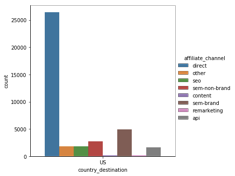 25000
20000
15000
10000
5000
0
count
US
country_destination
affiliate_channel
direct
other
seo
sem-non-brand
content
sem-brand
remarketing
api